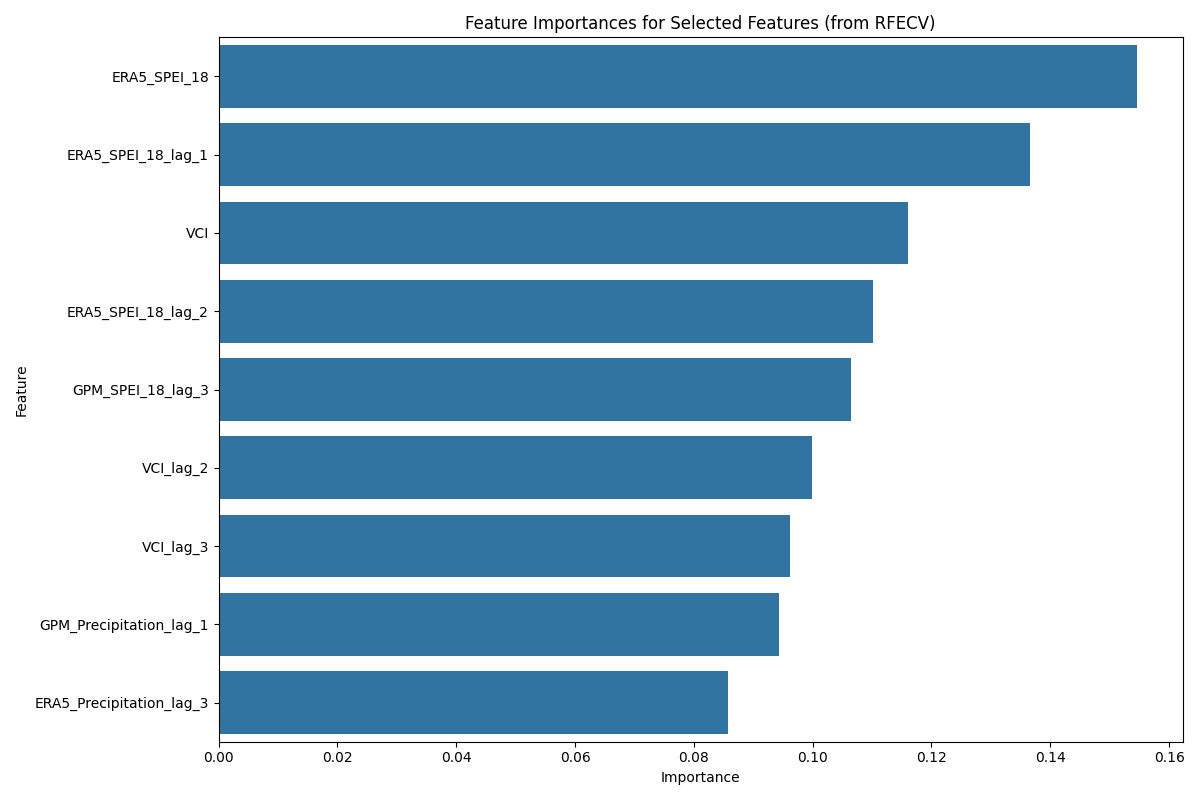 Feature Importances for Selected Features (from RFECV)
ERA5_SPEI_18
ERA5_SPEI_18_lag_1
VCI
ERA5_SPEI_18_lag_2
GPM_SPEI_18_lag_3
VCI_lag_2
VCI_lag_3
GPM_Precipitation_lag_1
ERA5_Precipitation_lag_3
Feature
0.00 0.02 0.04 0.06 0.08 0.10 0.12 0.14 0.16
Importance